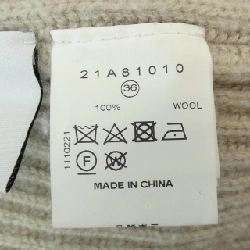 21A81010
36
100% WOOL
1110221
F W
MADE IN CHINA